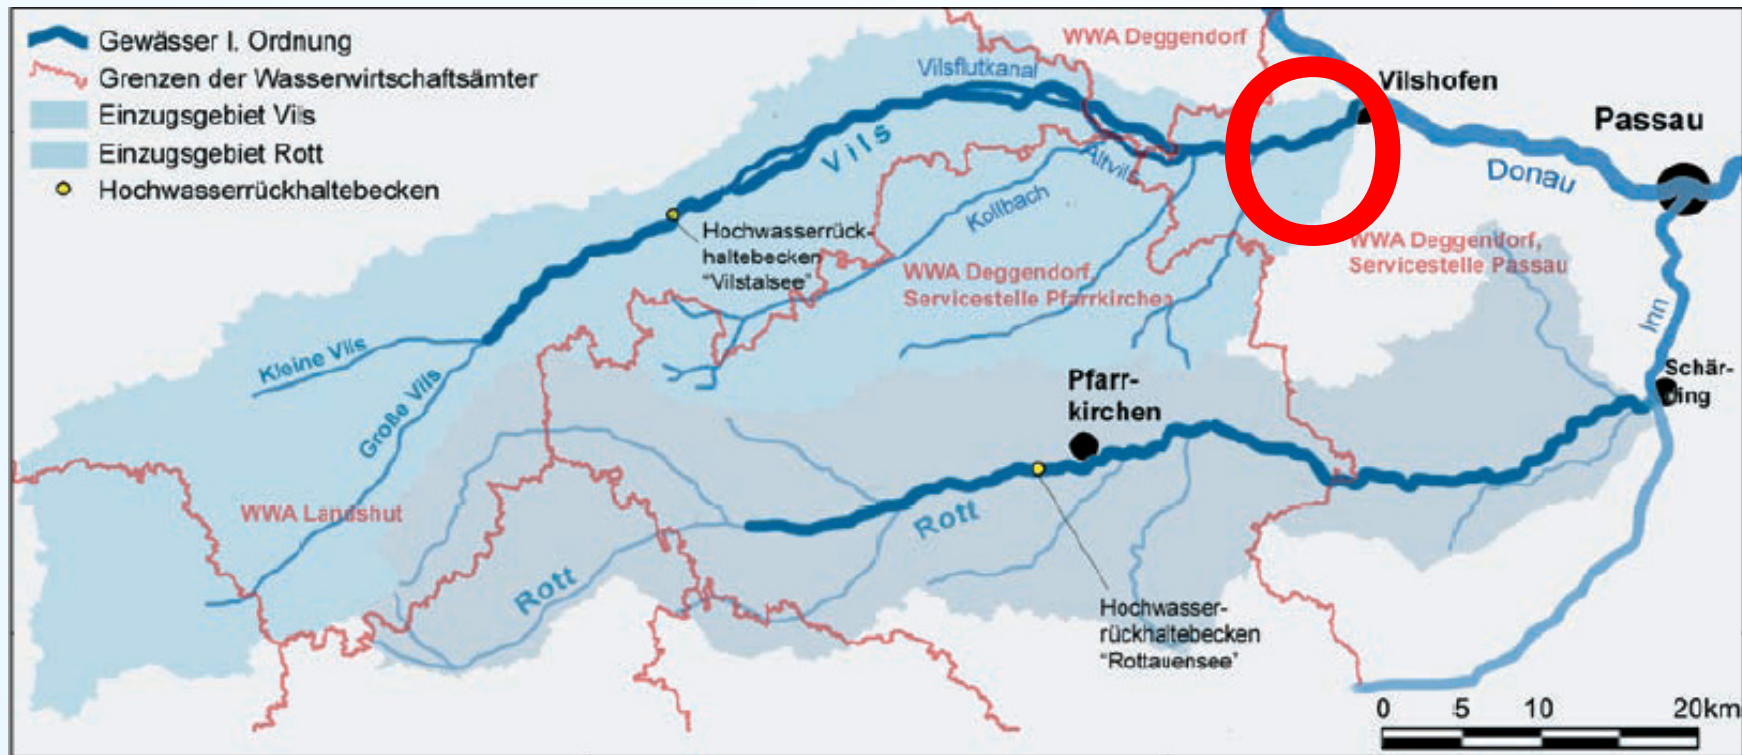 Gewässer I. Ordnung
Grenzen der Wasserwirtschaftsämter
Einzugsgebiet Vils
Einzugsgebiet Rott
Hochwasserrückhaltebecken
WWA Deggendorf
Vilsflutkanal
Vilshofen
Passau
Vils
Altvils
Donau
Kollbach
Hochwasserrück-
haltebecken
"Vilstalsee"
WWA Deggendorf,
Servicestelle Pfarrkirchen
WWA Deggendorf,
Servicestelle Passau
Inn
Kleine Vils
Große Vils
Pfarr-
kirchen
Schär-
ding
WWA Landshut
Rott
Rott
Hochwasser-
rückhaltebecken
"Rottauensee"
0 5 10 20km